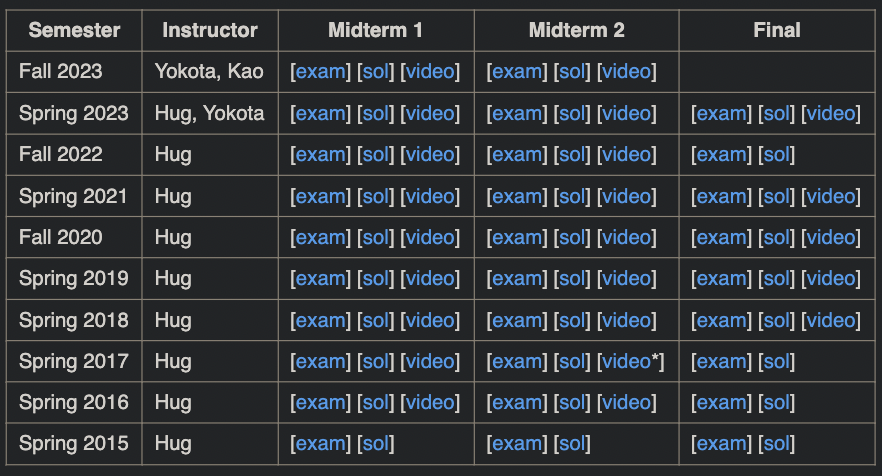 Semester Instructor Midterm 1 Midterm 2 Final
Fall 2023 Yokota, Kao [exam] [sol] [video] [exam] [sol] [video]
Spring 2023 Hug, Yokota [exam] [sol] [video] [exam] [sol] [video] [exam] [sol] [video]
Fall 2022 Hug [exam] [sol] [video] [exam] [sol] [video] [exam] [sol]
Spring 2021 Hug [exam] [sol] [video] [exam] [sol] [video] [exam] [sol] [video]
Fall 2020 Hug [exam] [sol] [video] [exam] [sol] [video] [exam] [sol] [video]
Spring 2019 Hug [exam] [sol] [video] [exam] [sol] [video] [exam] [sol] [video]
Spring 2018 Hug [exam] [sol] [video] [exam] [sol] [video] [exam] [sol] [video]
Spring 2017 Hug [exam] [sol] [video] [exam] [sol] [video*] [exam] [sol]
Spring 2016 Hug [exam] [sol] [video] [exam] [sol] [video] [exam] [sol]
Spring 2015 Hug [exam] [sol] [exam] [sol] [exam] [sol]